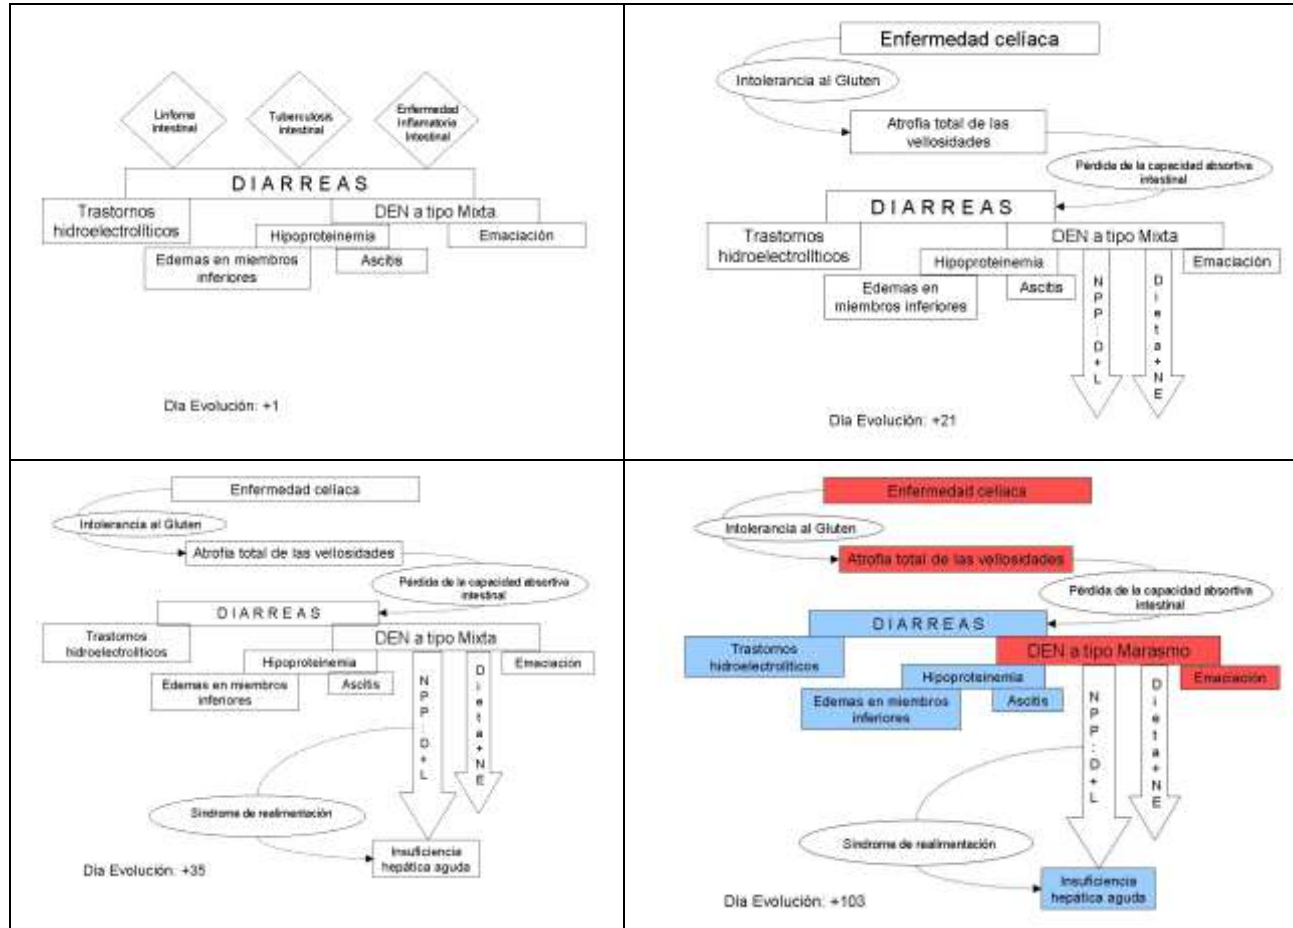 Linfoma
intestinal
Tuberculosis
intestinal
Enfermedad
Inflamatoria
Intestinal
DIARREAS
Trastornos
hidroelectrolíticos
DEN a tipo Mixta
Hipoproteinemia
Emaciación
Edemas en miembros
inferiores
Ascitis
Día Evolución: +1
Enfermedad celíaca
Intolerancia al Gluten
Atrofia total de las
vellosidades
Pérdida de la capacidad absortiva
intestinal
DIARREAS
Trastornos
hidroelectrolíticos
DEN a tipo Mixta
Hipoproteinemia
Emaciación
Edemas en
miembros inferiores
Ascitis
NPP:D+L
Dieta+NE
Día Evolución: +21
Enfermedad celíaca
Intolerancia al Gluten
Atrofia total de las vellosidades
Pérdida de la capacidad absortiva
intestinal
DIARREAS
Trastornos
hidroelectrolíticos
DEN a tipo Mixta
Hipoproteinemia
Emaciación
Edemas en miembros
inferiores
Ascitis
NPP:D+L
Dieta+NE
Síndrome de realimentación
Insuficiencia
hepática aguda
Día Evolución: +35
Enfermedad celíaca
Intolerancia al Gluten
Atrofia total de las vellosidades
Pérdida de la capacidad absortiva
intestinal
DIARREAS
Trastornos
hidroelectrolíticos
DEN a tipo Marasmo
Hipoproteinemia
Emaciación
Edemas en miembros
inferiores
Ascitis
NPP:D+L
Dieta+NE
Síndrome de realimentación
Insuficiencia
hepática aguda
Día Evolución: +103